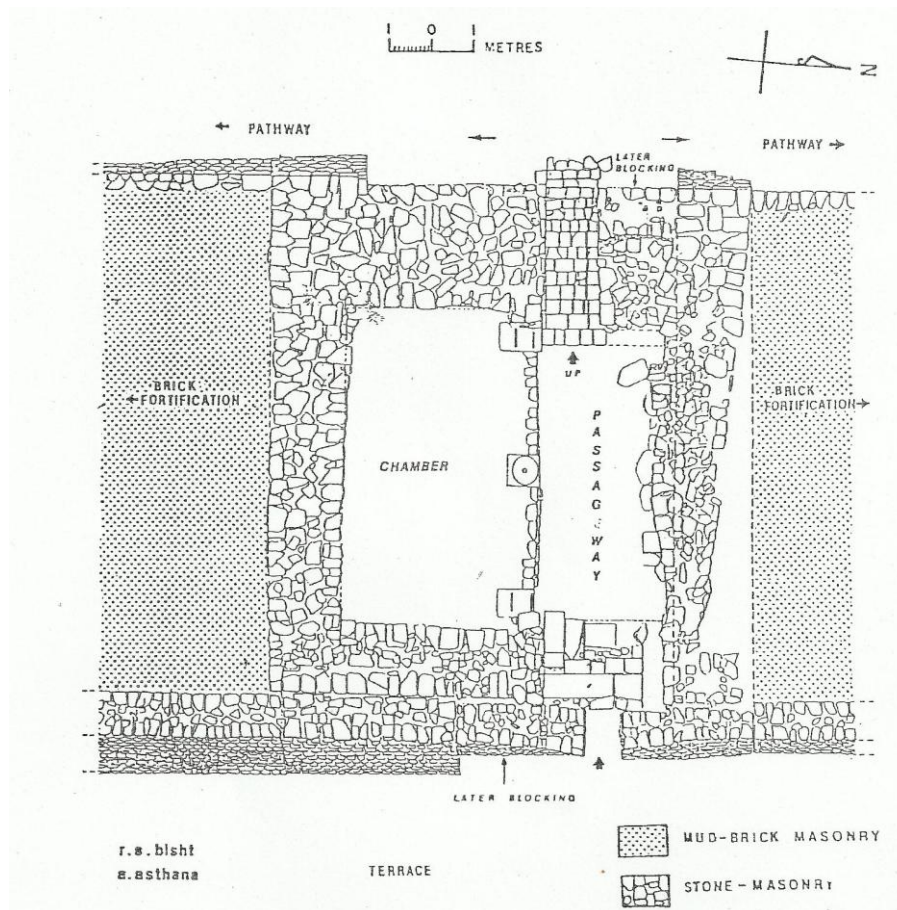 1 0 1
METRES
N
← PATHWAY
← →
PATHWAY →
LATER
BLOCKING
UP
BRICK
← FORTIFICATION
BRICK
FORTIFICATION →
CHAMBER
PASSAGEWAY
LATER BLOCKING
r.s.bisht
a.asthana
TERRACE
MUD-BRICK MASONRY
STONE-MASONRY